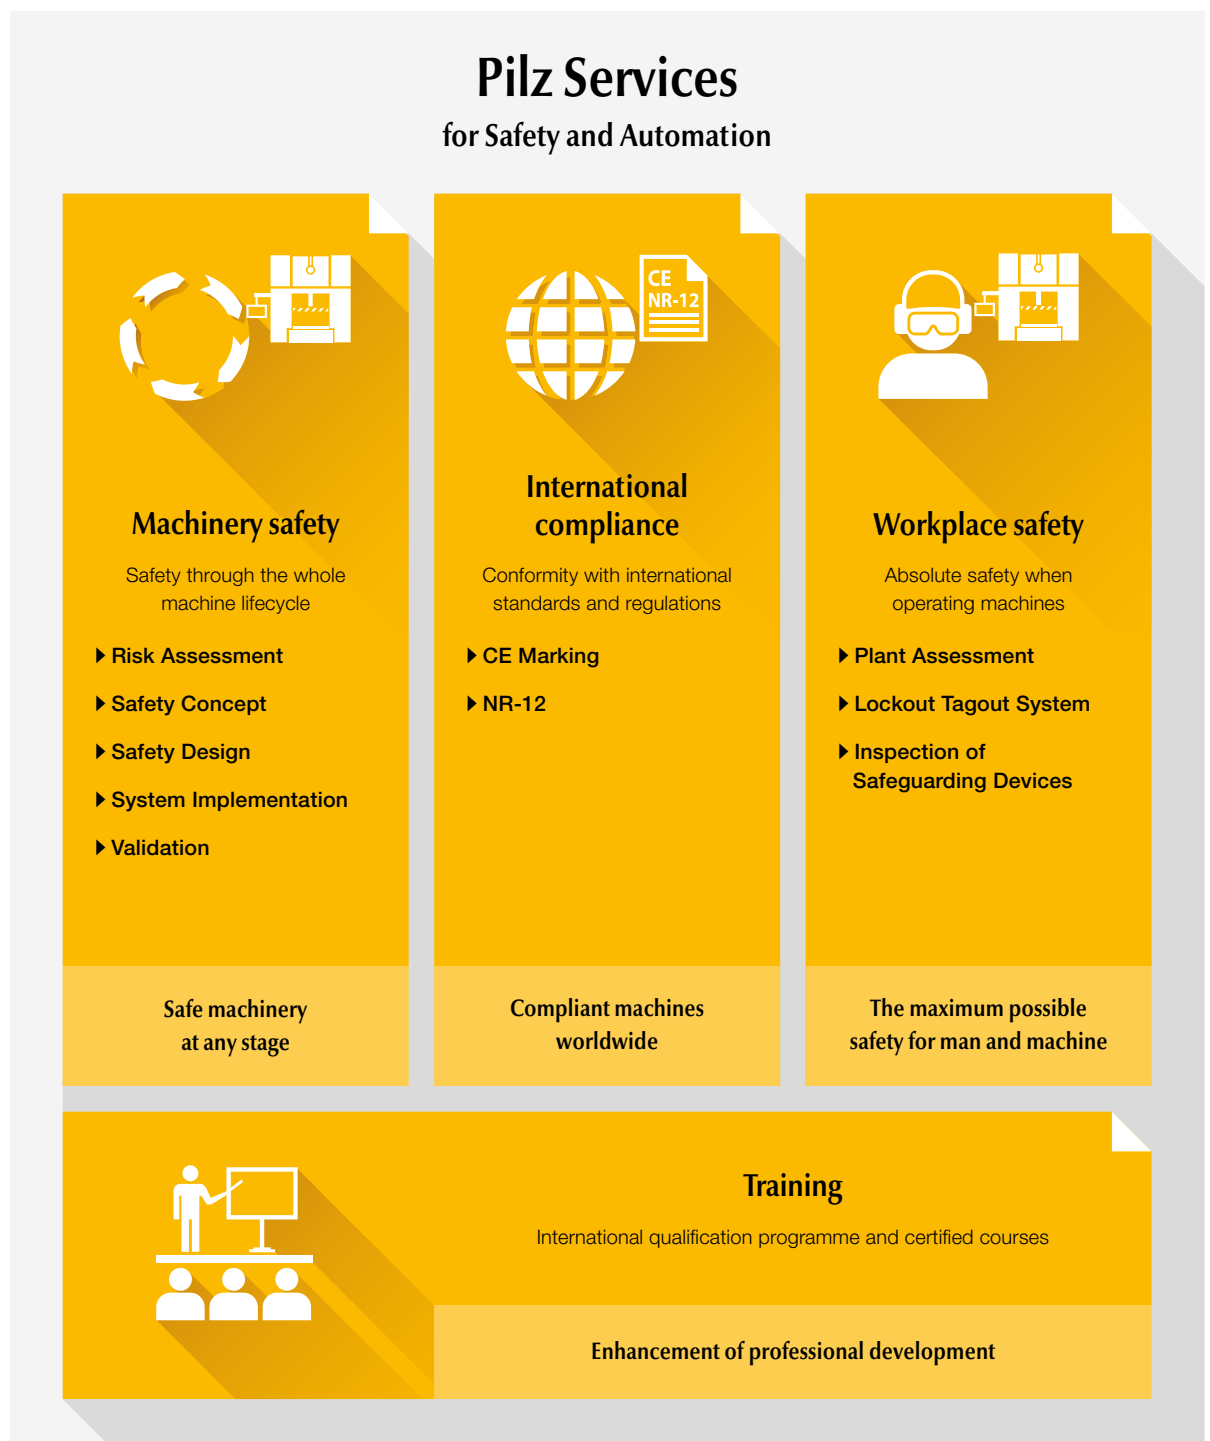 Pilz Services
for Safety and Automation
CE
NR-12
Machinery safety
Safety through the whole
machine lifecycle
Risk Assessment
Safety Concept
Safety Design
System Implementation
Validation
Safe machinery
at any stage
International
compliance
Conformity with international
standards and regulations
CE Marking
NR-12
Compliant machines
worldwide
Workplace safety
Absolute safety when
operating machines
Plant Assessment
Lockout Tagout System
Inspection of
Safeguarding Devices
The maximum possible
safety for man and machine
Training
International qualification programme and certified courses
Enhancement of professional development